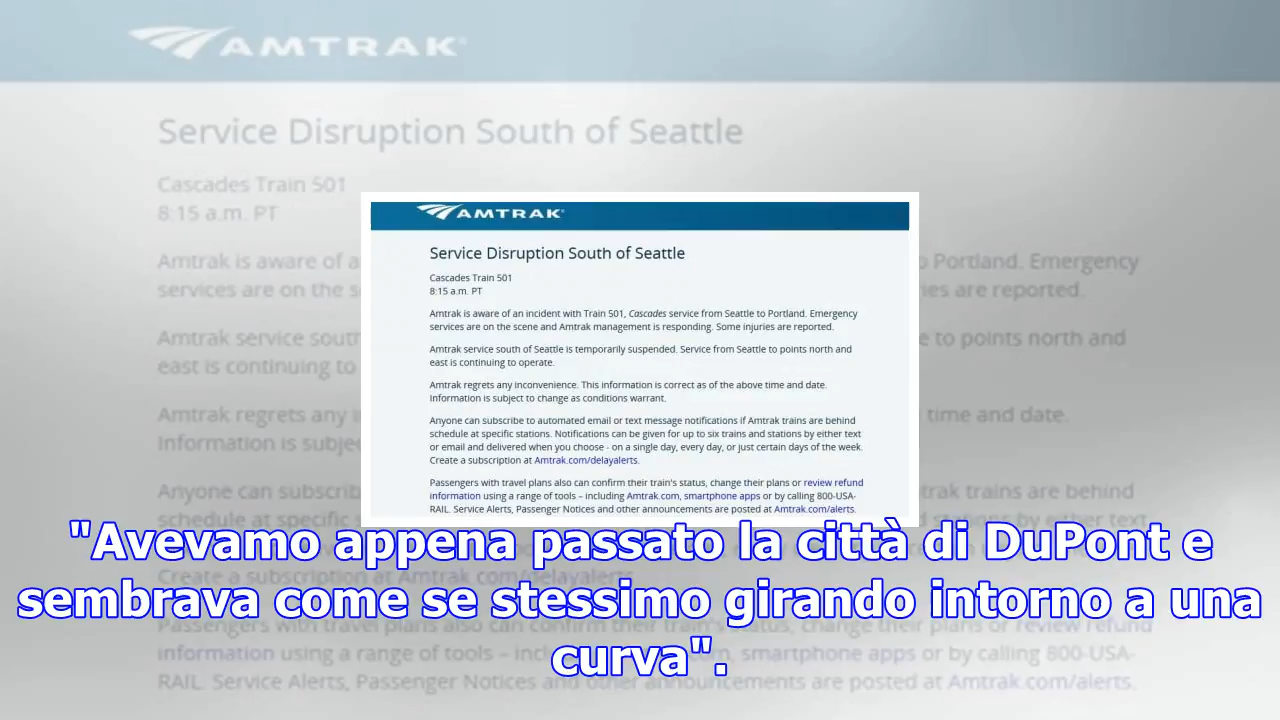 AMTRAK
Service Disruption South of Seattle
Cascades Train 501
8:15 a.m. PT
Amtrak is aware of an incident with Train 501, Cascades service from Seattle to Portland. Emergency
services are on the scene and Amtrak management is responding. Some injuries are reported.
Amtrak service south of Seattle is temporarily suspended. Service from Seattle to points north and
east is continuing to operate.
Amtrak regrets any inconvenience. This information is correct as of the above time and date.
Information is subject to change as conditions warrant.
Anyone can subscribe to automated email or text message notifications if Amtrak trains are behind
schedule at specific stations. Notifications can be given for up to six trains and stations by either text
or email and delivered when you choose - on a single day, every day, or just certain days of the week.
Create a subscription at Amtrak.com/delayalerts.
Passengers with travel plans also can confirm their train's status, change their plans or review refund
information using a range of tools – including Amtrak.com, smartphone apps or by calling 800-USA-
RAIL. Service Alerts, Passenger Notices and other announcements are posted at Amtrak.com/alerts.
"Avevamo appena passato la città di DuPont e
sembrava come se stessimo girando intorno a una
curva".